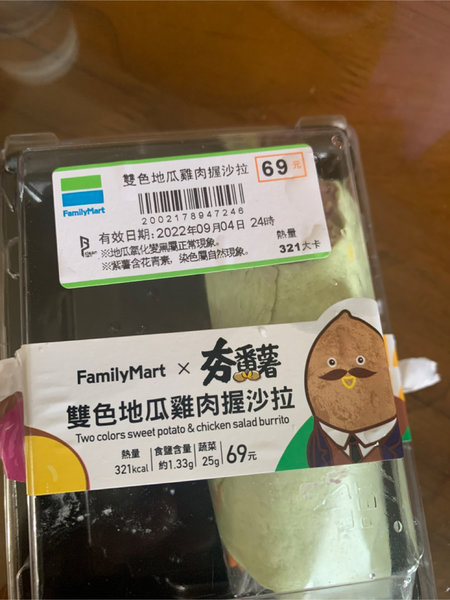 雙色地瓜雞肉握沙拉 69元
FamilyMart
2002178947246
有效日期: 2022年09月04日 24時
※地瓜氧化變黑屬正常現象。
※紫薯含花青素, 染色屬自然現象。
熱量
321大卡
FamilyMart × 夯番薯
雙色地瓜雞肉握沙拉
Two colors sweet potato & chicken salad burrito
熱量 食鹽含量 蔬菜
321kcal 約1.33g 25g 69元